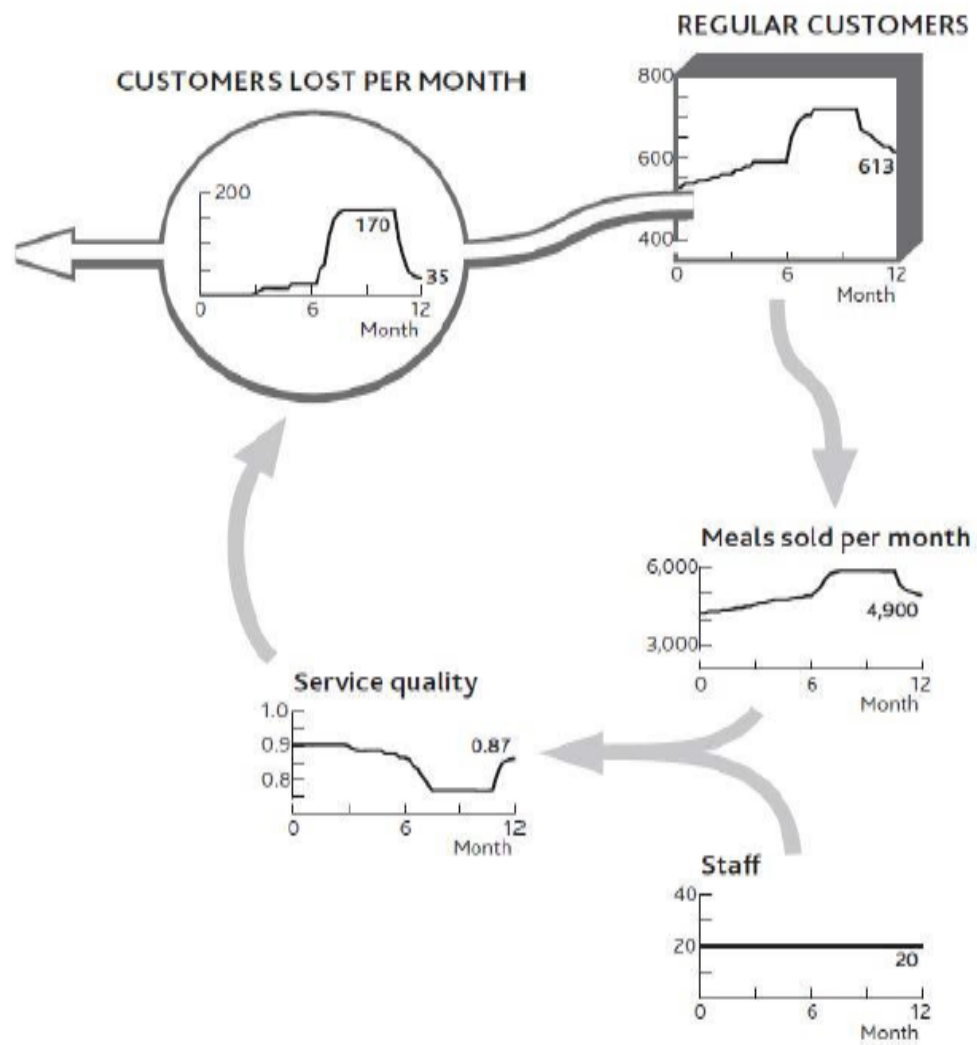 REGULAR CUSTOMERS
800
600
400
613
0 6 12
Month
CUSTOMERS LOST PER MONTH
200
170
35
0 6 12
Month
Meals sold per month
6,000
4,900
3,000
0 6 12
Month
Service quality
1.0
0.9
0.87
0.8
0 6 12
Month
Staff
40
20
20
0 6 12
Month